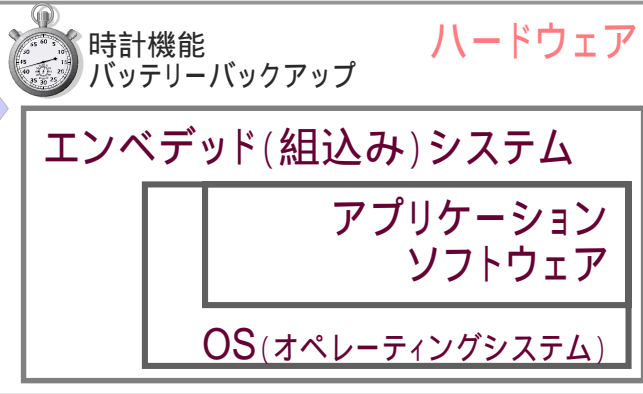 時計機能
バッテリーバックアップ
ハードウェア
エンベデッド(組込み)システム
アプリケーション
ソフトウェア
OS(オペレーティングシステム)